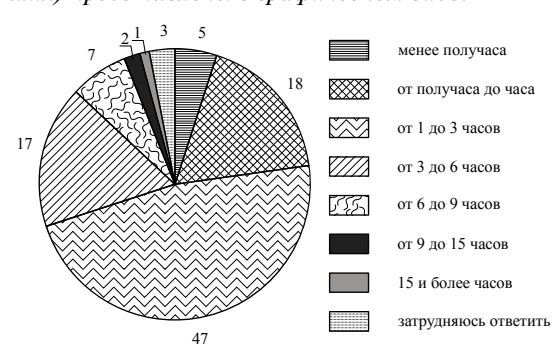 2 1 3 5
7
18
17
47
менее получаса
от получаса до часа
от 1 до 3 часов
от 3 до 6 часов
от 6 до 9 часов
от 9 до 15 часов
15 и более часов
затрудняюсь ответить